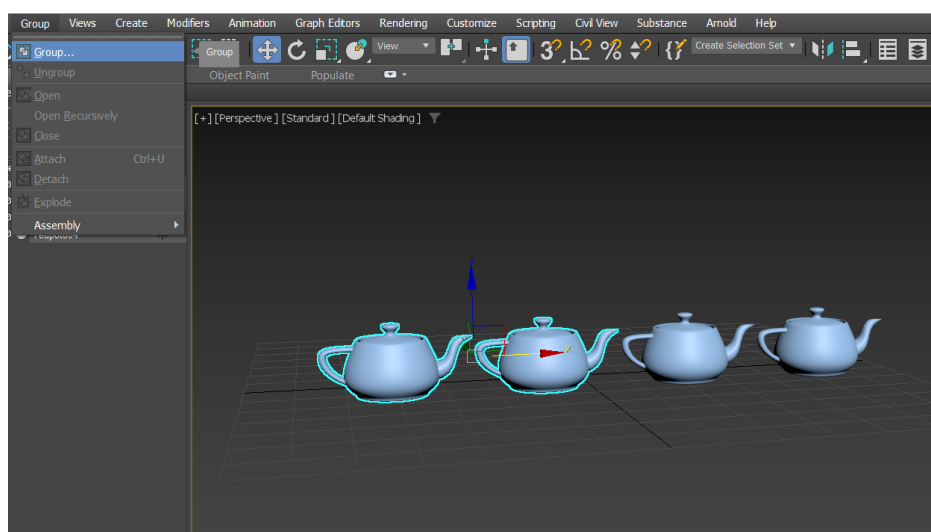 Group Views Create Modifiers Animation Graph Editors Rendering Customize Scripting Civil View Substance Arnold Help
Group...
Group
View
3
Create Selection Set
Ungroup
Object Paint Populate
Open
Open Recursively
[+] [Perspective] [Standard] [Default Shading]
Close
Attach Ctrl+U
Detach
Explode
Assembly
z
x